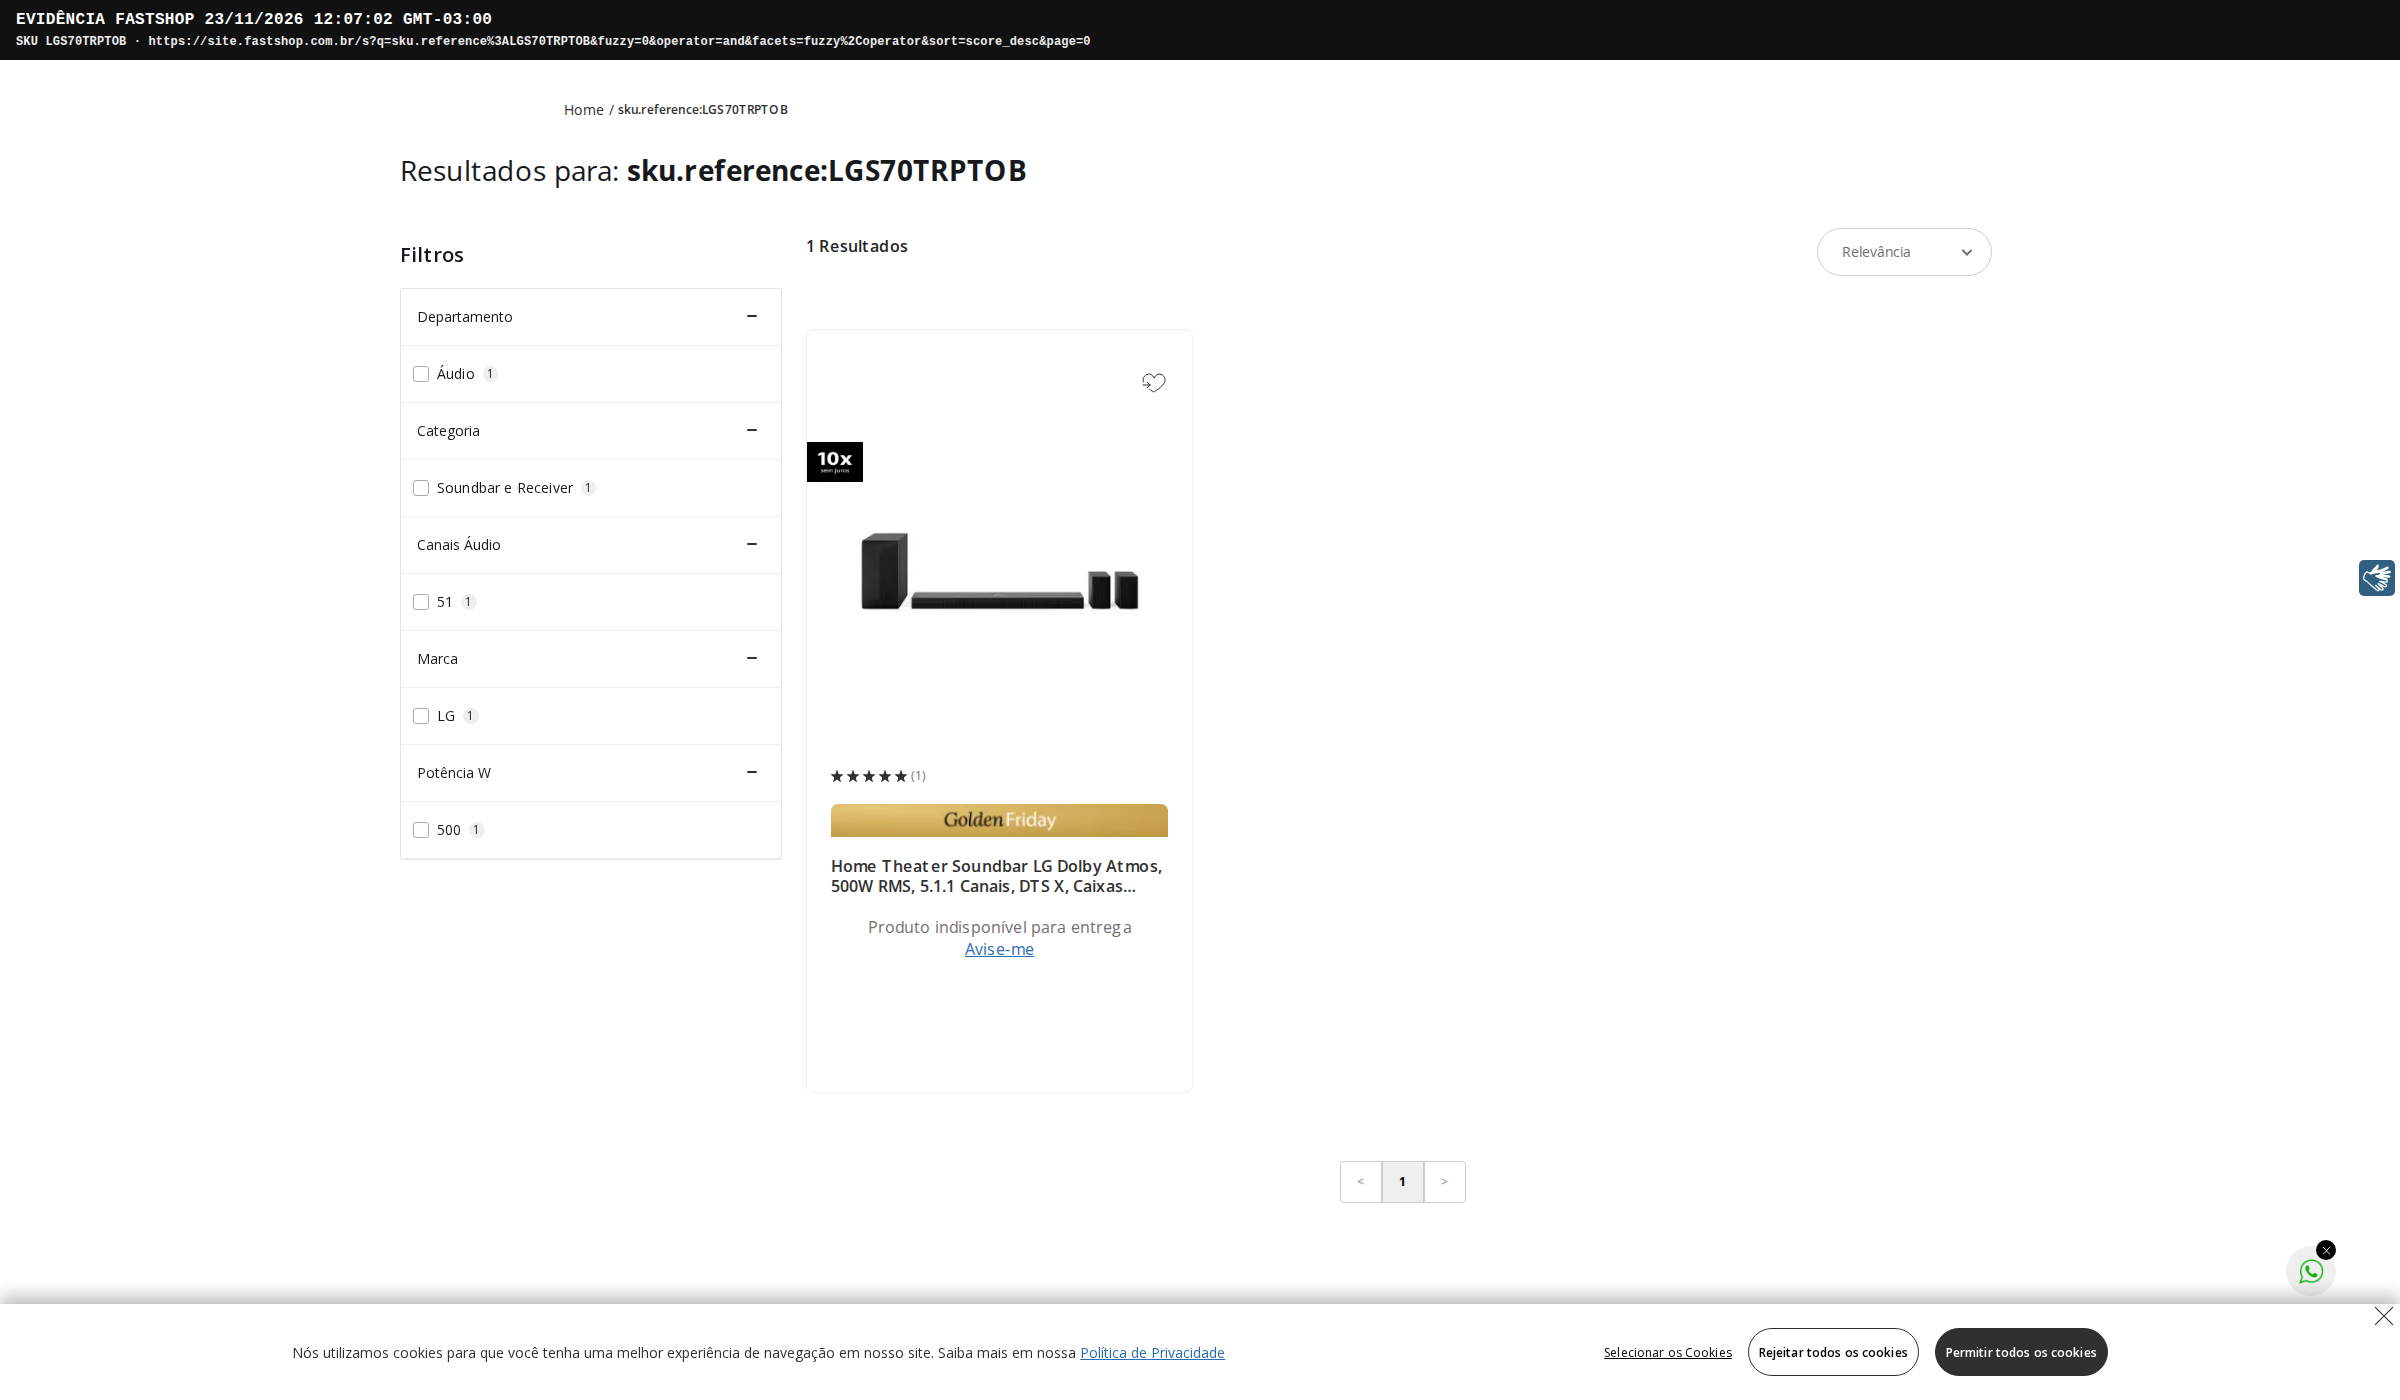 EVIDÊNCIA FASTSHOP 23/11/2026 12:07:02 GMT-03:00
SKU LGS70TRPTOB · https://site.fastshop.com.br/s?q=sku.reference%3ALGS70TRPTOB&fuzzy=0&operator=and&facets=fuzzy%2Coperator&sort=score_desc&page=0
Home / sku.reference:LGS70TRPTOB
Resultados para: sku.reference:LGS70TRPTOB
Filtros
1 Resultados
Relevância
Departamento
Áudio 1
Categoria
Soundbar e Receiver 1
Canais Áudio
51 1
Marca
LG 1
Potência W
500 1
10x
sem juros
(1)
Golden Friday
Home Theater Soundbar LG Dolby Atmos,
500W RMS, 5.1.1 Canais, DTS X, Caixas...
Produto indisponível para entrega
Avise-me
< 1 >
Nós utilizamos cookies para que você tenha uma melhor experiência de navegação em nosso site. Saiba mais em nossa Política de Privacidade
Selecionar os Cookies
Rejeitar todos os cookies
Permitir todos os cookies